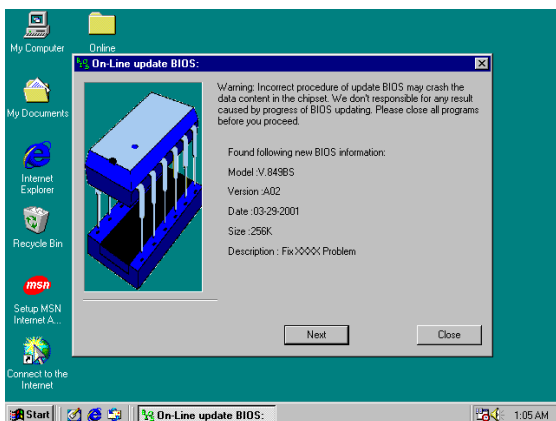 My Computer
Online
On-Line update BIOS:
Warning: Incorrect procedure of update BIOS may crash the
data content in the chipset. We don't responsible for any result
caused by progress of BIOS updating. Please close all programs
before you proceed.
Found following new BIOS information:
Model :V.849BS
Version :A02
Date :03-29-2001
Size :256K
Description : Fix XXXX Problem
Next
Close
My Documents
Internet
Explorer
Recycle Bin
msn
Setup MSN
Internet A...
Connect to the
Internet
Start
On-Line update BIOS:
1:05 AM